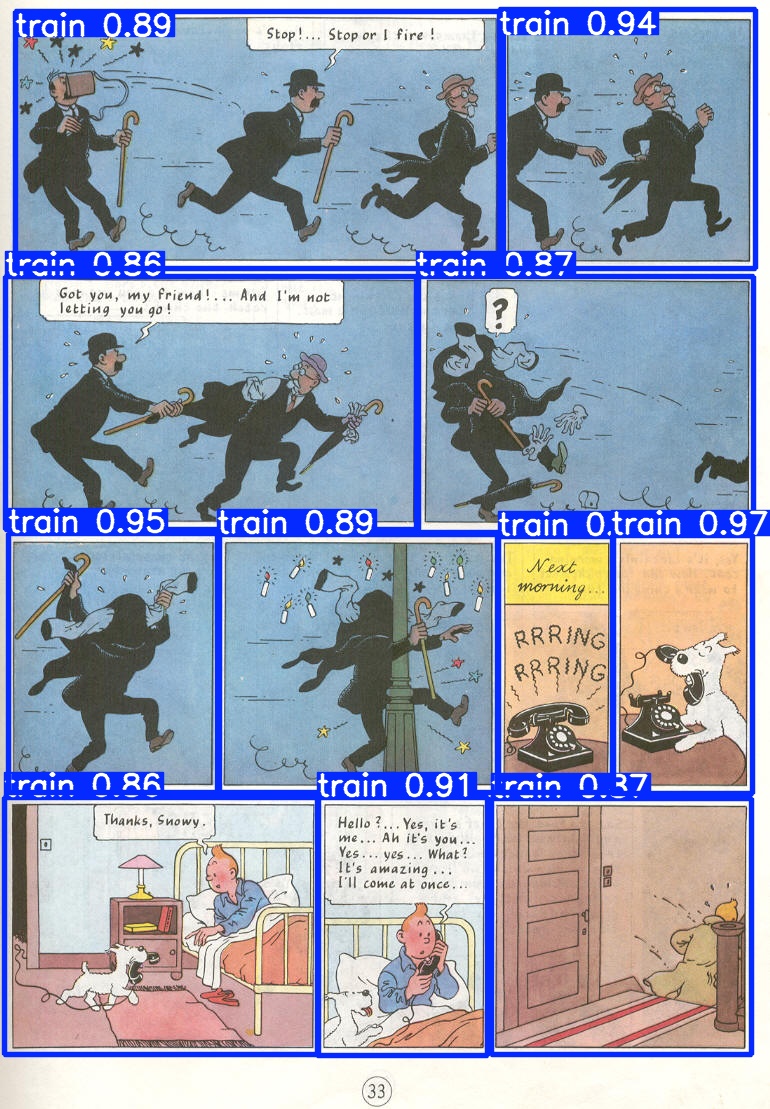 train 0.89
Stop!... Stop or I fire!
train 0.94
train 0.86
Got you, my friend!... And I'm not
letting you go!
train 0.87
?
train 0.95
train 0.89
train 0.
Next
morning...
RRRING
RRRING
train 0.97
train 0.86
Thanks, Snowy.
train 0.91
Hello?...Yes, it's
me... Ah it's you...
Yes...yes... What?
It's amazing...
I'll come at once...
train 0.87
33